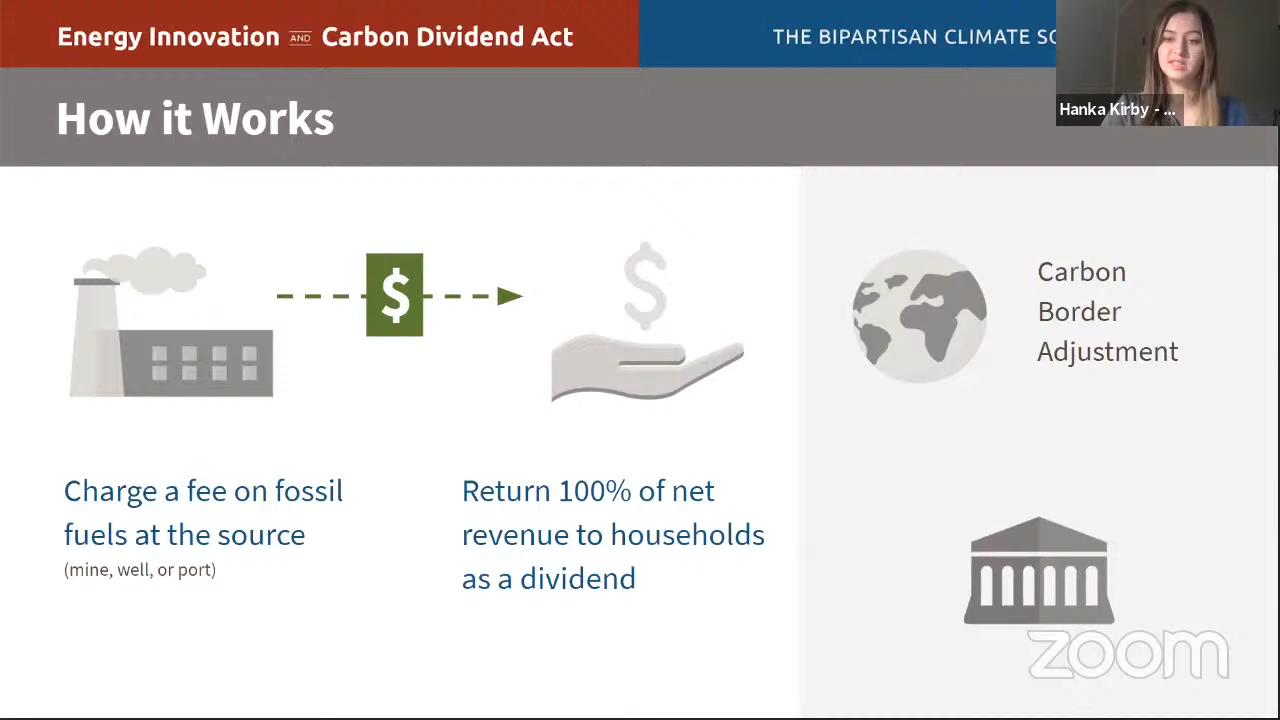 Energy Innovation AND Carbon Dividend Act
THE BIPARTISAN CLIMATE
Hanka Kirby - ...
How it Works
$
$
Carbon
Border
Adjustment
Charge a fee on fossil
fuels at the source
(mine, well, or port)
Return 100% of net
revenue to households
as a dividend
zoom